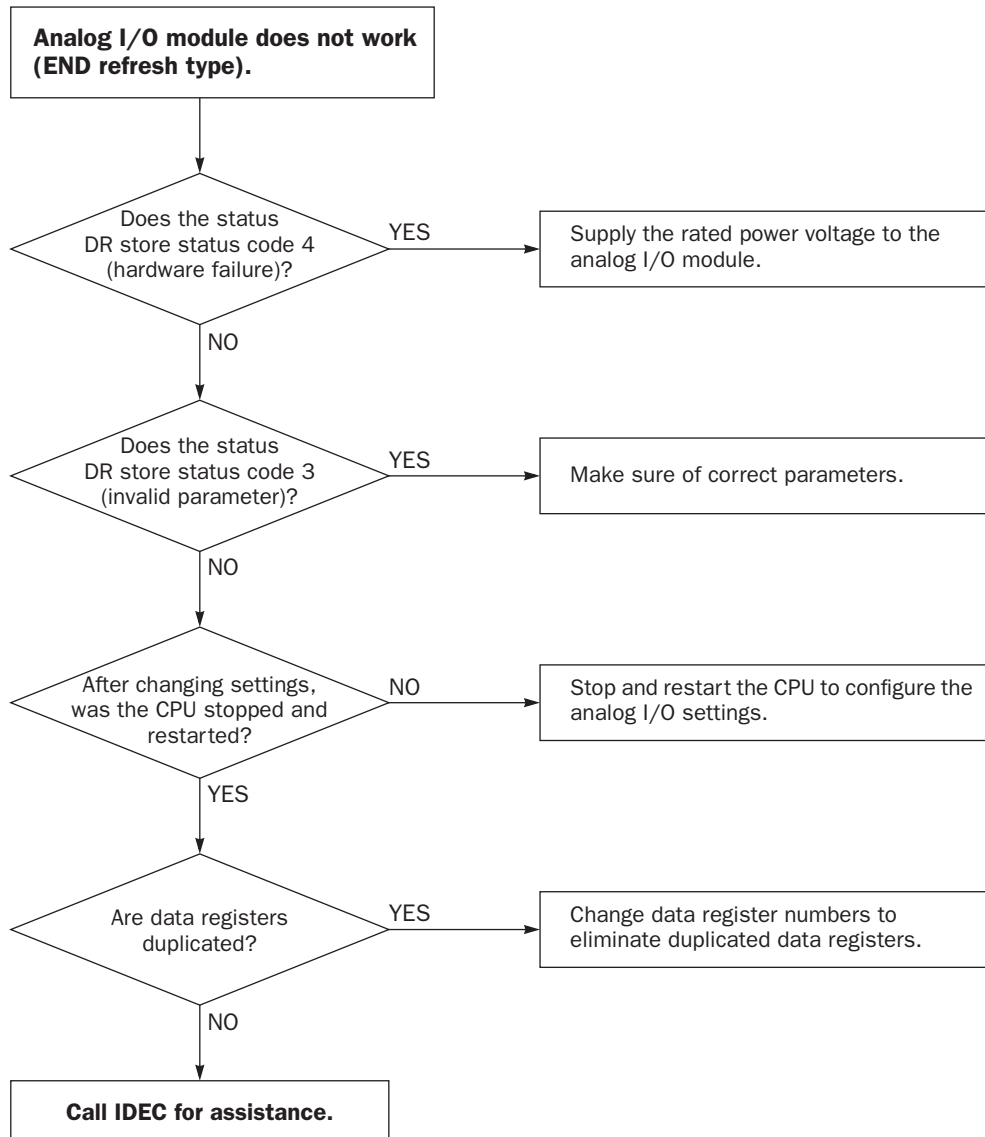 Analog I/O module does not work
(END refresh type).
Does the status
DR store status code 4
(hardware failure)?
YES
Supply the rated power voltage to the
analog I/O module.
NO
Does the status
DR store status code 3
(invalid parameter)?
YES
Make sure of correct parameters.
NO
After changing settings,
was the CPU stopped and
restarted?
NO
Stop and restart the CPU to configure the
analog I/O settings.
YES
Are data registers
duplicated?
YES
Change data register numbers to
eliminate duplicated data registers.
NO
Call IDEC for assistance.